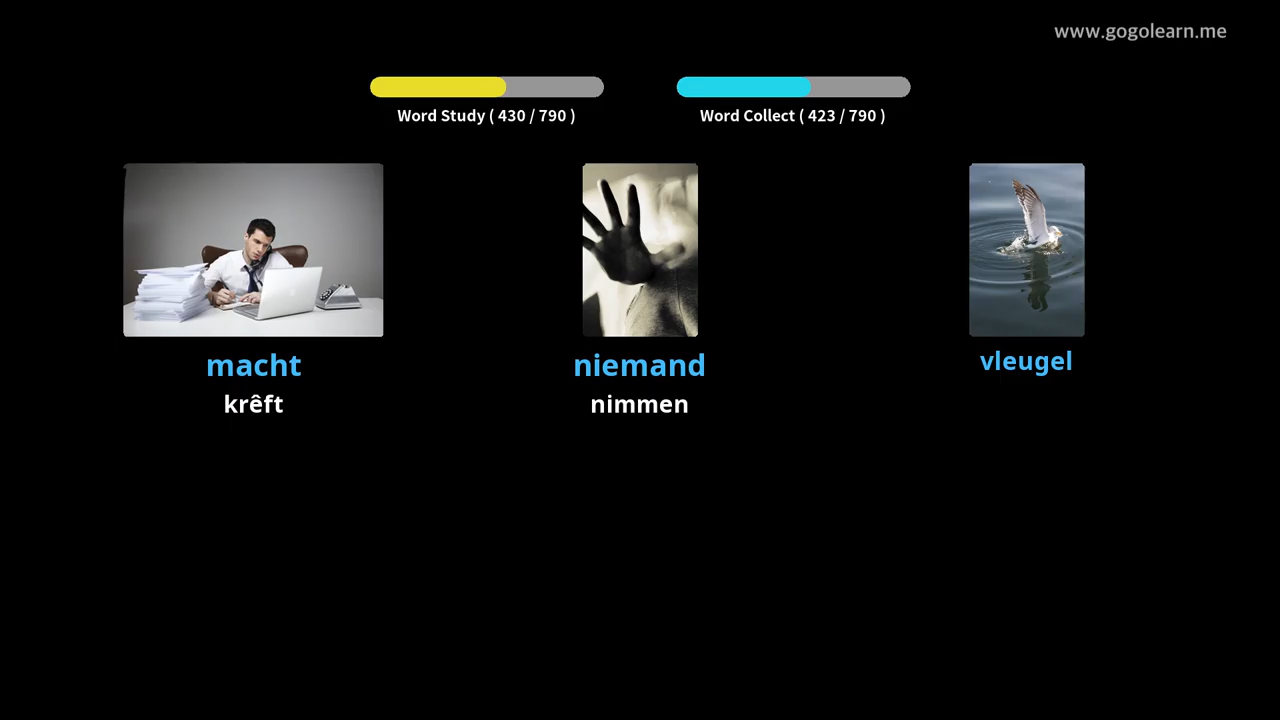 www.gogolearn.me
Word Study ( 430 / 790 )
Word Collect ( 423 / 790 )
macht
niemand
vleugel
krêft
nimmen